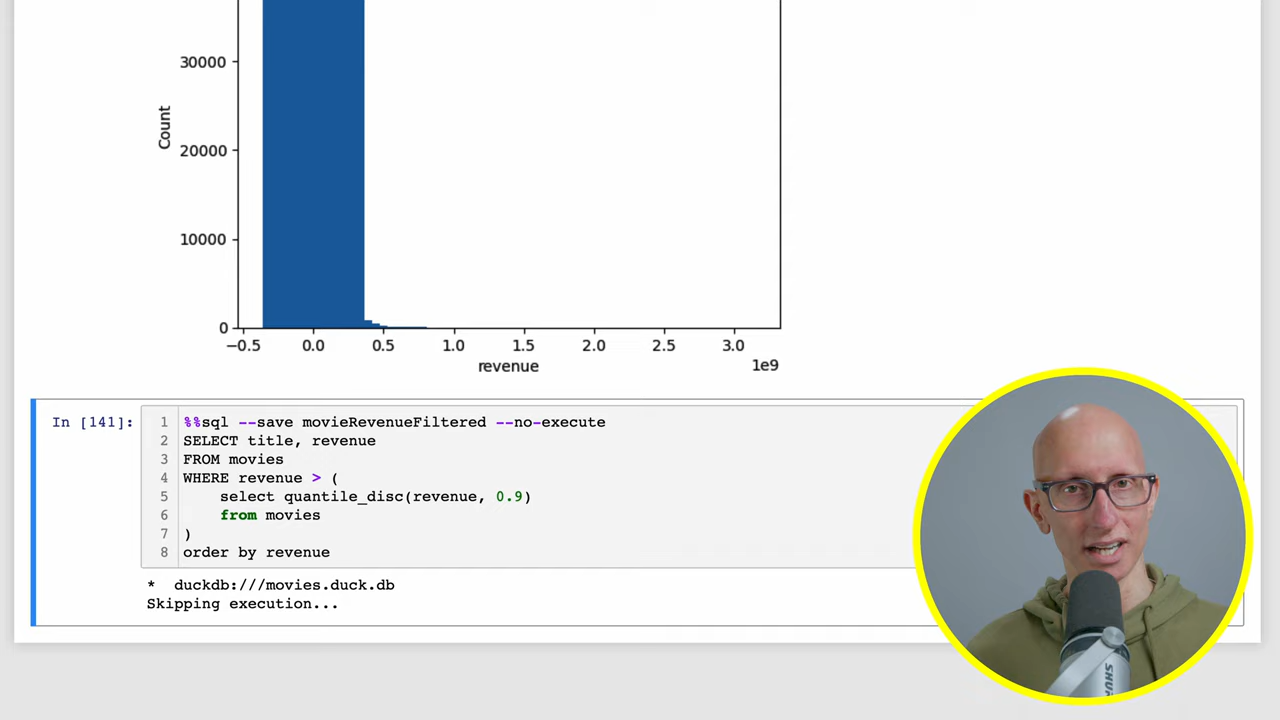 30000
20000
10000
0
Count
−0.5 0.0 0.5 1.0 1.5 2.0 2.5 3.0
revenue
1e9
In [141]:
1 %%sql --save movieRevenueFiltered --no-execute
2 SELECT title, revenue
3 FROM movies
4 WHERE revenue > (
5     select quantile_disc(revenue, 0.9)
6     from movies
7 )
8 order by revenue
* duckdb:///movies.duck.db
Skipping execution...
SHUR